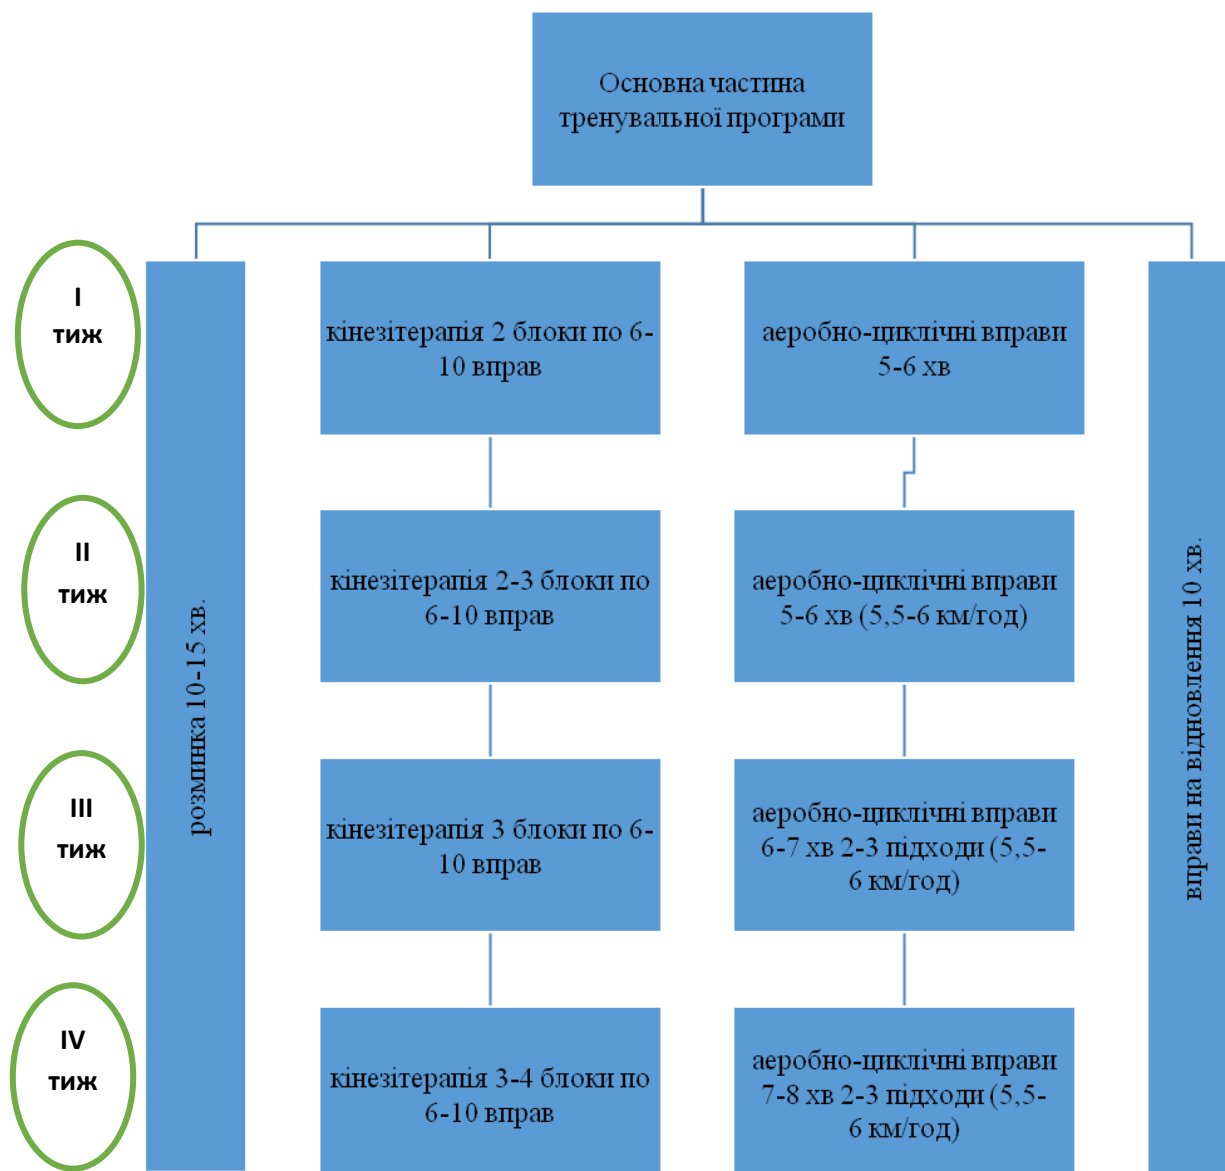 Основна частина
тренувальної програми
I
тиж
розминка 10-15 хв.
кінезітерапія 2 блоки по 6-
10 вправ
аеробно-циклічні вправи
5-6 хв
вправи на відновлення 10 хв.
II
тиж
кінезітерапія 2-3 блоки по
6-10 вправ
аеробно-циклічні вправи
5-6 хв (5,5-6 км/год)
III
тиж
кінезітерапія 3 блоки по 6-
10 вправ
аеробно-циклічні вправи
6-7 хв 2-3 підходи (5,5-
6 км/год)
IV
тиж
кінезітерапія 3-4 блоки по
6-10 вправ
аеробно-циклічні вправи
7-8 хв 2-3 підходи (5,5-
6 км/год)